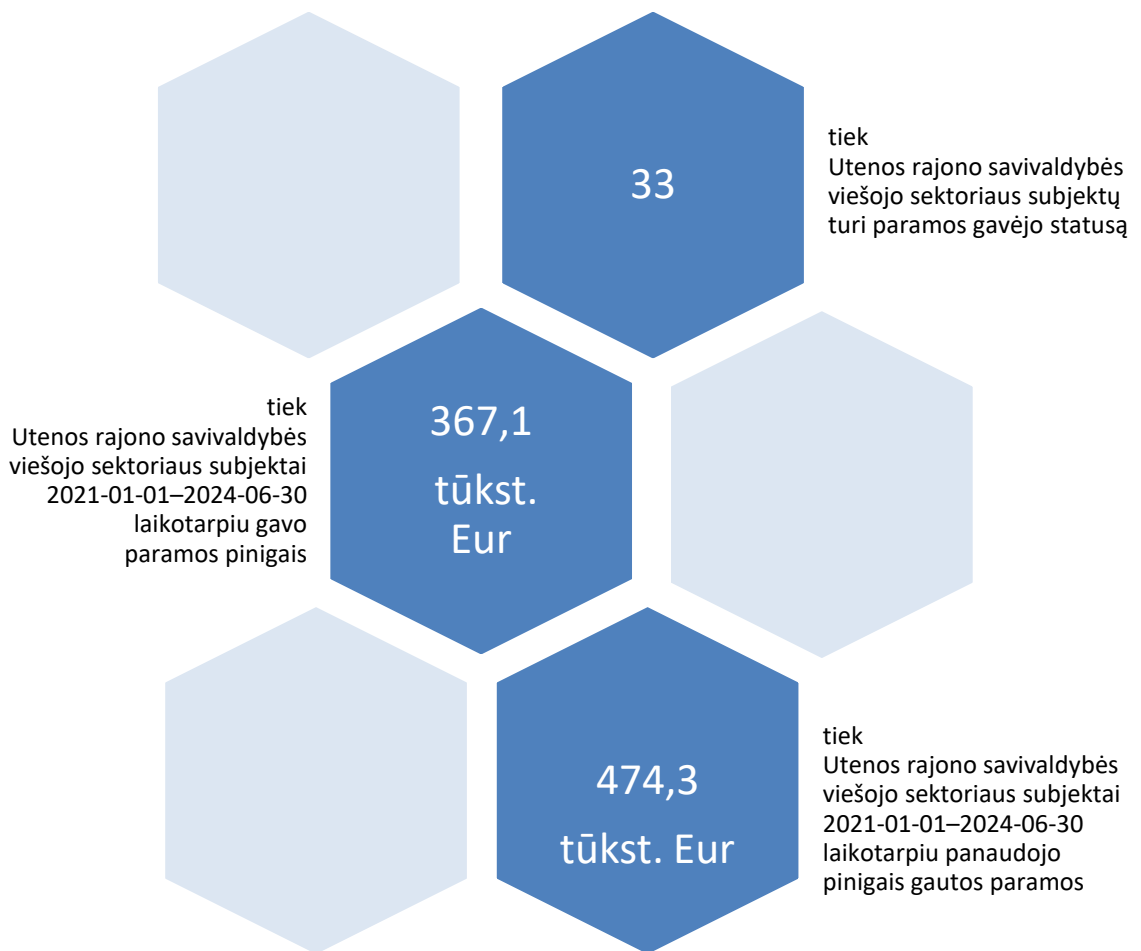 33
tiek
Utenos rajono savivaldybės
viešojo sektoriaus subjektų
turi paramos gavėjo statusą
tiek
Utenos rajono savivaldybės
viešojo sektoriaus subjektai
2021-01-01–2024-06-30
laikotarpiu gavo
paramos pinigais
367,1
tūkst.
Eur
474,3
tūkst. Eur
tiek
Utenos rajono savivaldybės
viešojo sektoriaus subjektai
2021-01-01–2024-06-30
laikotarpiu panaudojo
pinigais gautos paramos